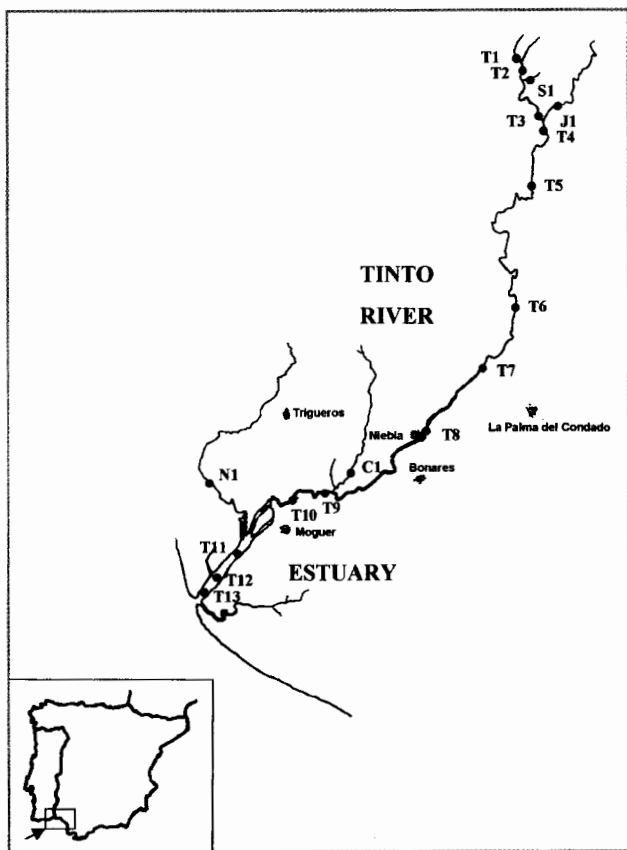 T1
T2
S1
T3
J1
T4
T5
TINTO
RIVER
T6
T7
Trigueros
La Palma del Condado
Niebla
T8
Bonares
C1
N1
T9
T10
Moguer
T11
T12
ESTUARY
T13